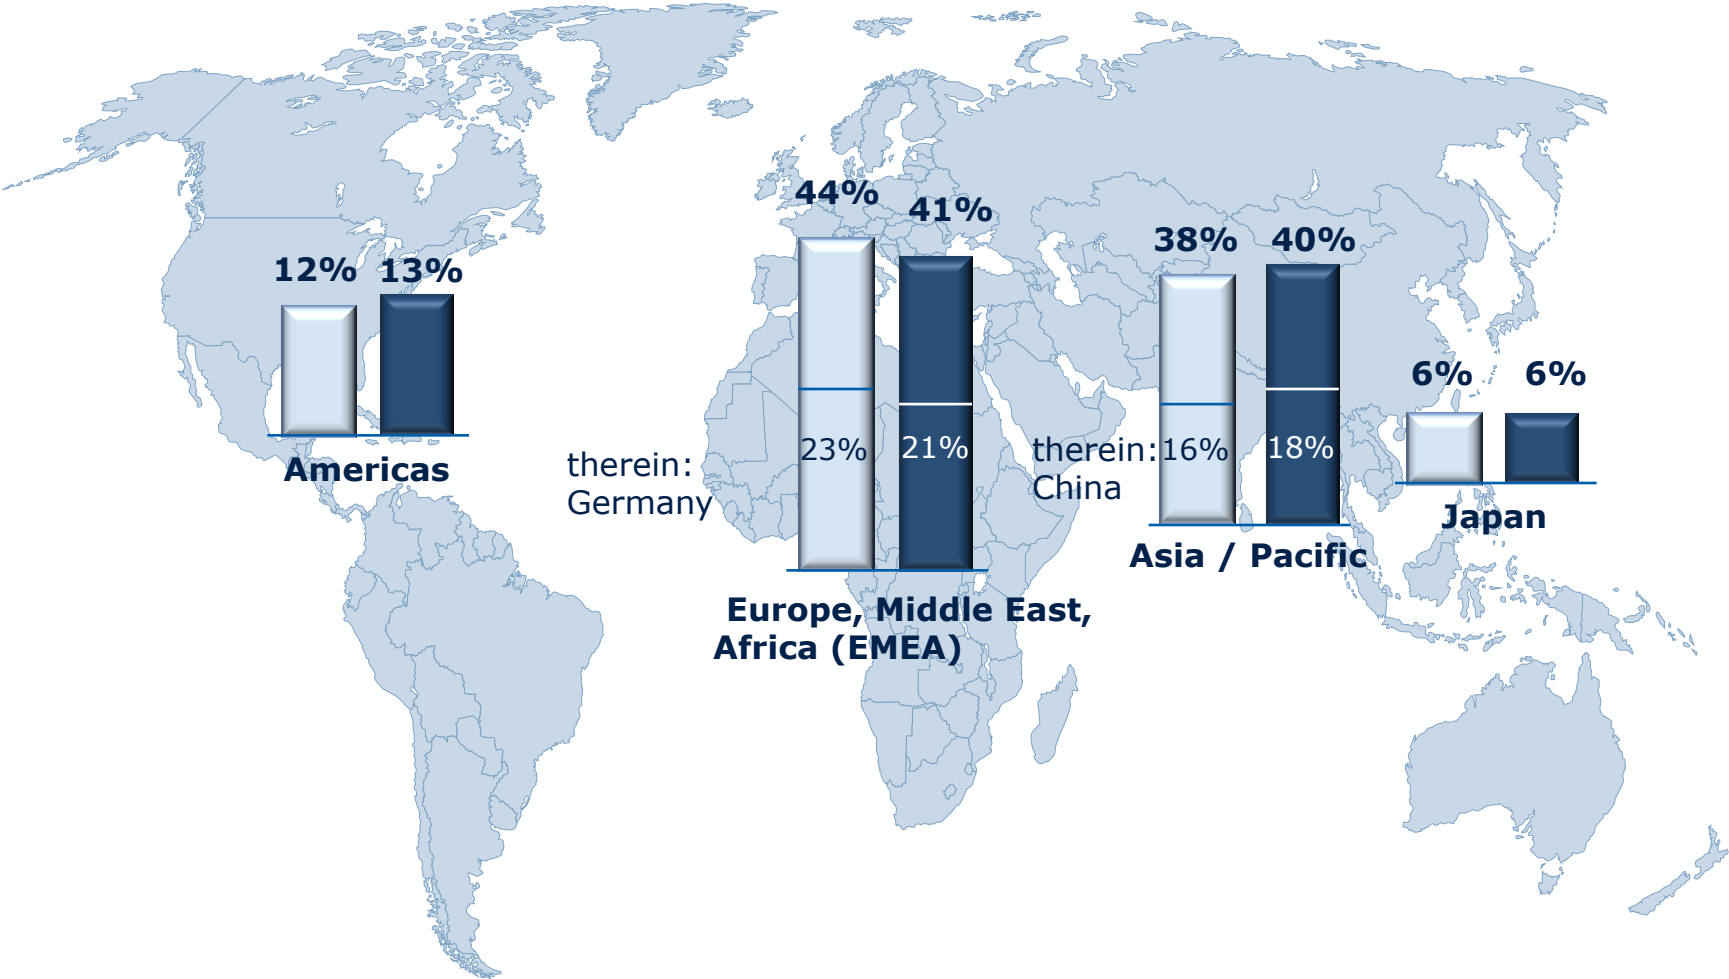 12% 13%
Americas
44% 41%
therein: 23% 21%
Germany
Europe, Middle East,
Africa (EMEA)
38% 40%
therein: 16% 18%
China
Asia / Pacific
6% 6%
Japan